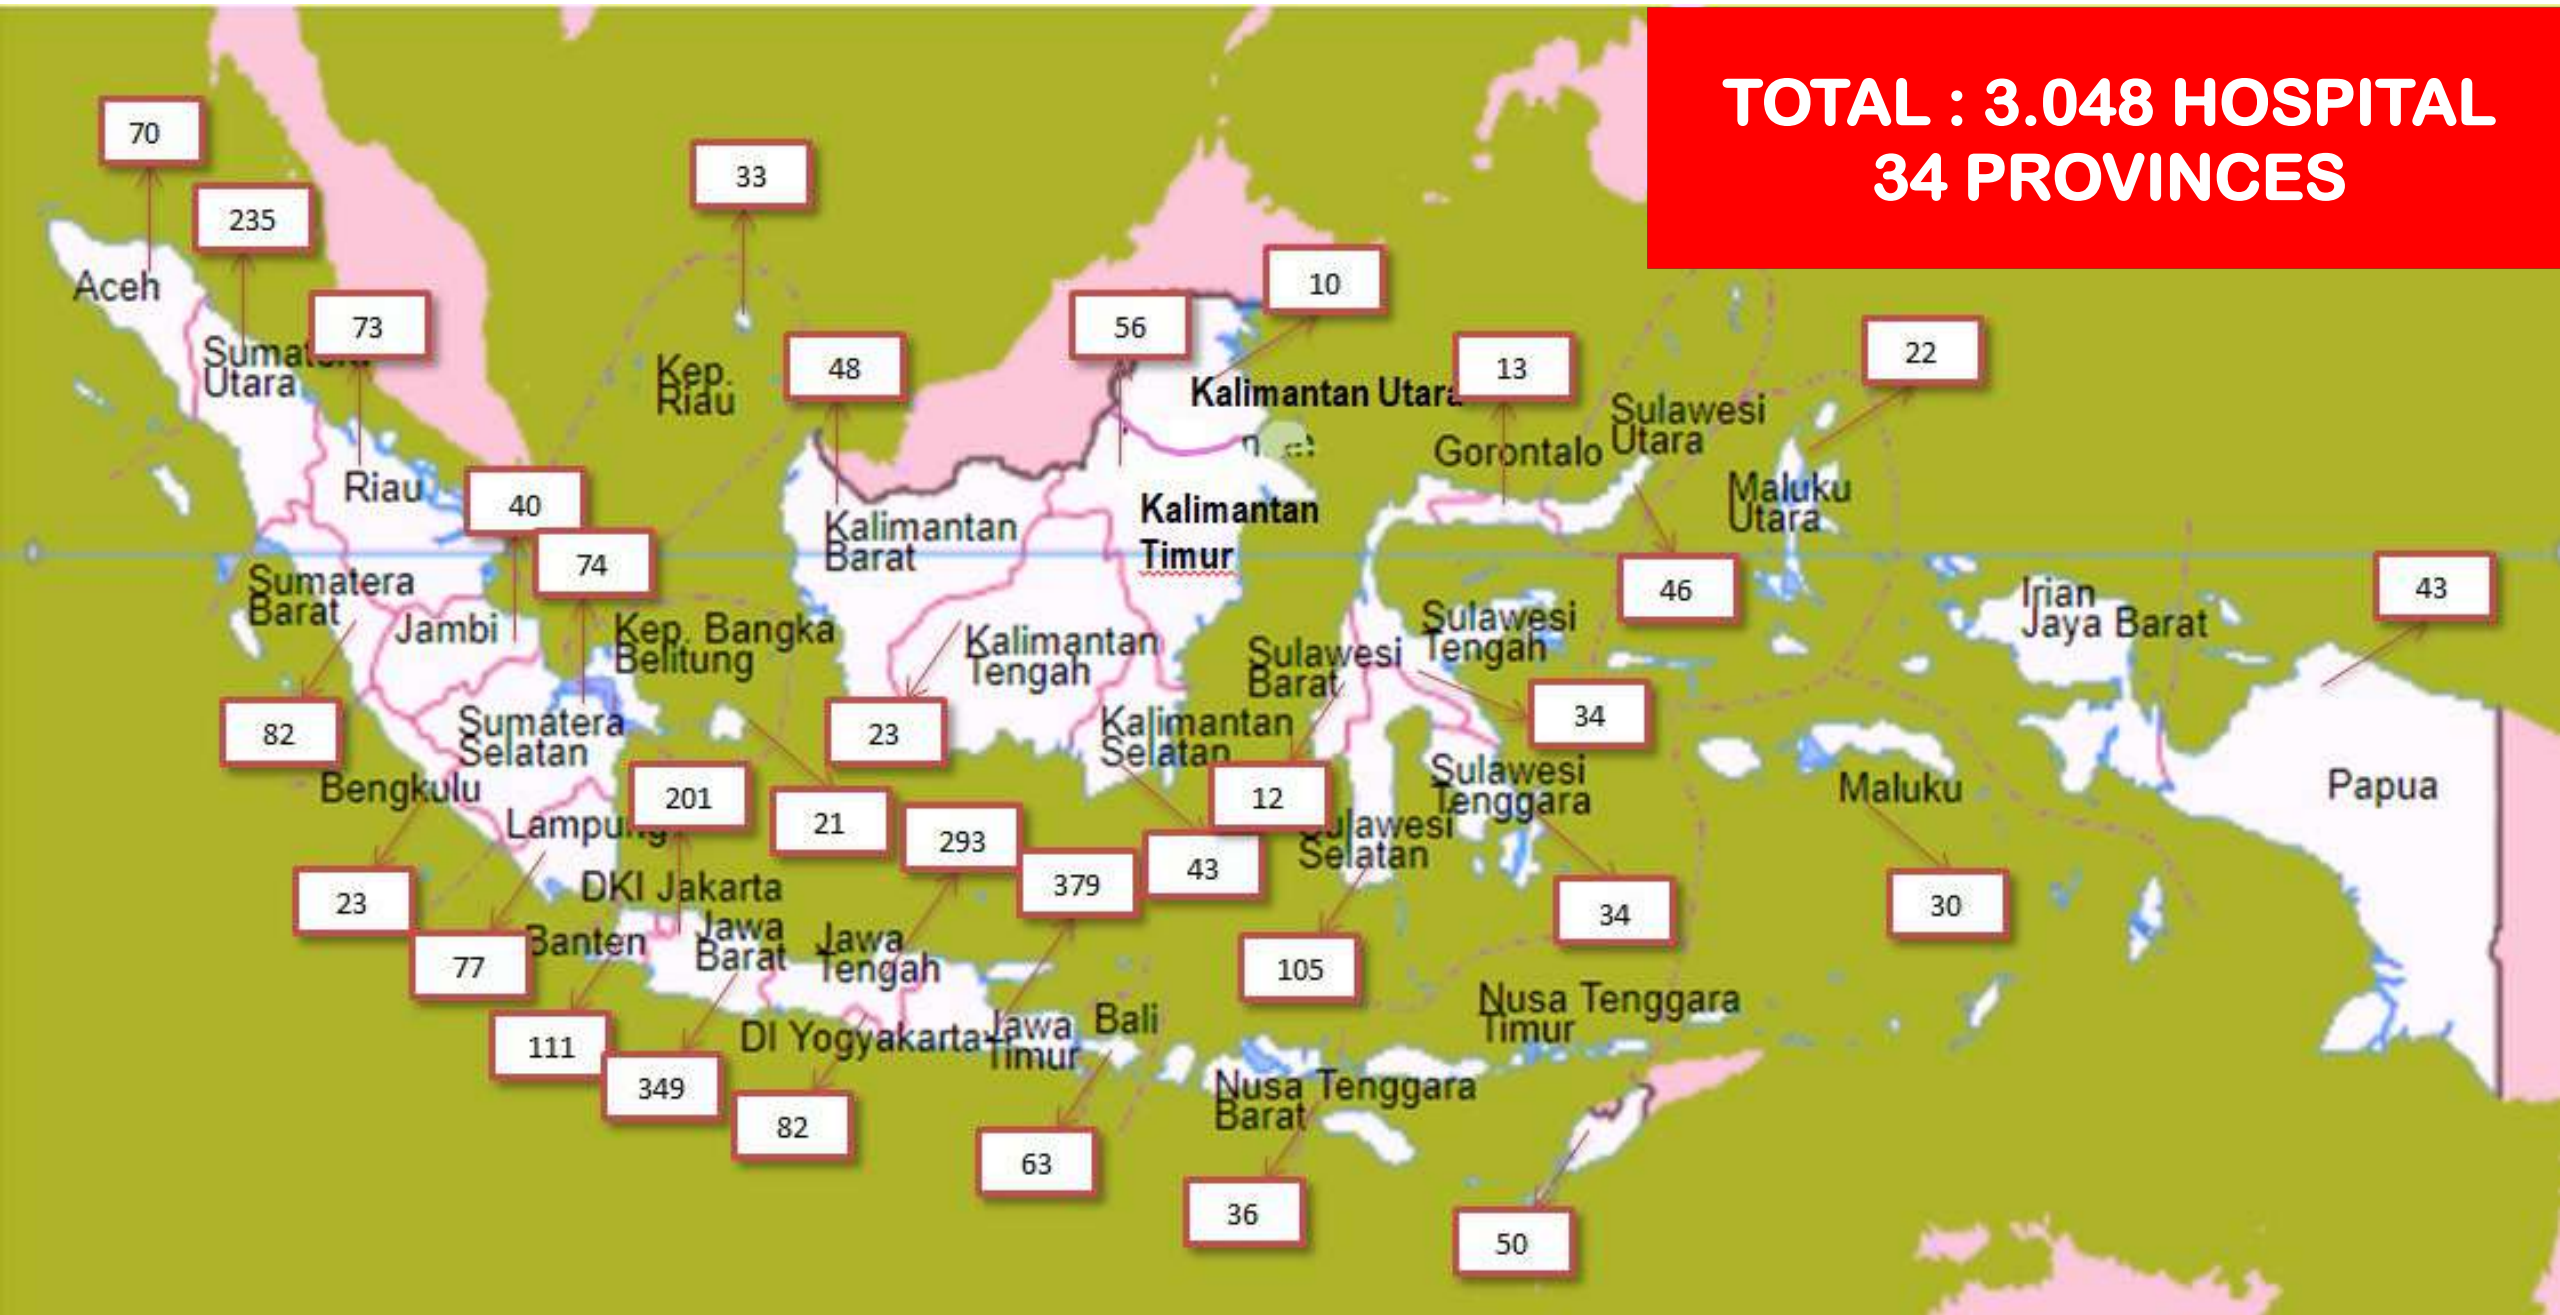 TOTAL : 3.048 HOSPITAL
34 PROVINCES
70
235
73
33
48
56
10
13
22
Aceh
Utara
Kep.
Riau
Kalimantan Utara
Gorontalo
Sulawesi
Utara
Maluku
Utara
Riau
40
74
0
Kalimantan
Barat
Kalimantan
Timur
46
43
Sumatera
Barat
Jambi
Kep. Bangka
Belitung
Kalimantan
Tengah
Sulawesi
Barat
Sulawesi
Tengah
Irian
Jaya Barat
82
Sumatera
Selatan
23
Kalimantan
Selatan
34
Bengkulu
Lampung
201
21
293
379
43
12
Sulawesi
Selatan
Sulawesi
Tenggara
Maluku
Papua
23
77
DKI Jakarta
Banten
Jawa
Barat
Jawa
Tengah
105
34
30
111
349
DI Yogyakarta
Jawa
Timur
Bali
Nusa Tenggara
Timur
82
63
Nusa Tenggara
Barat
36
50